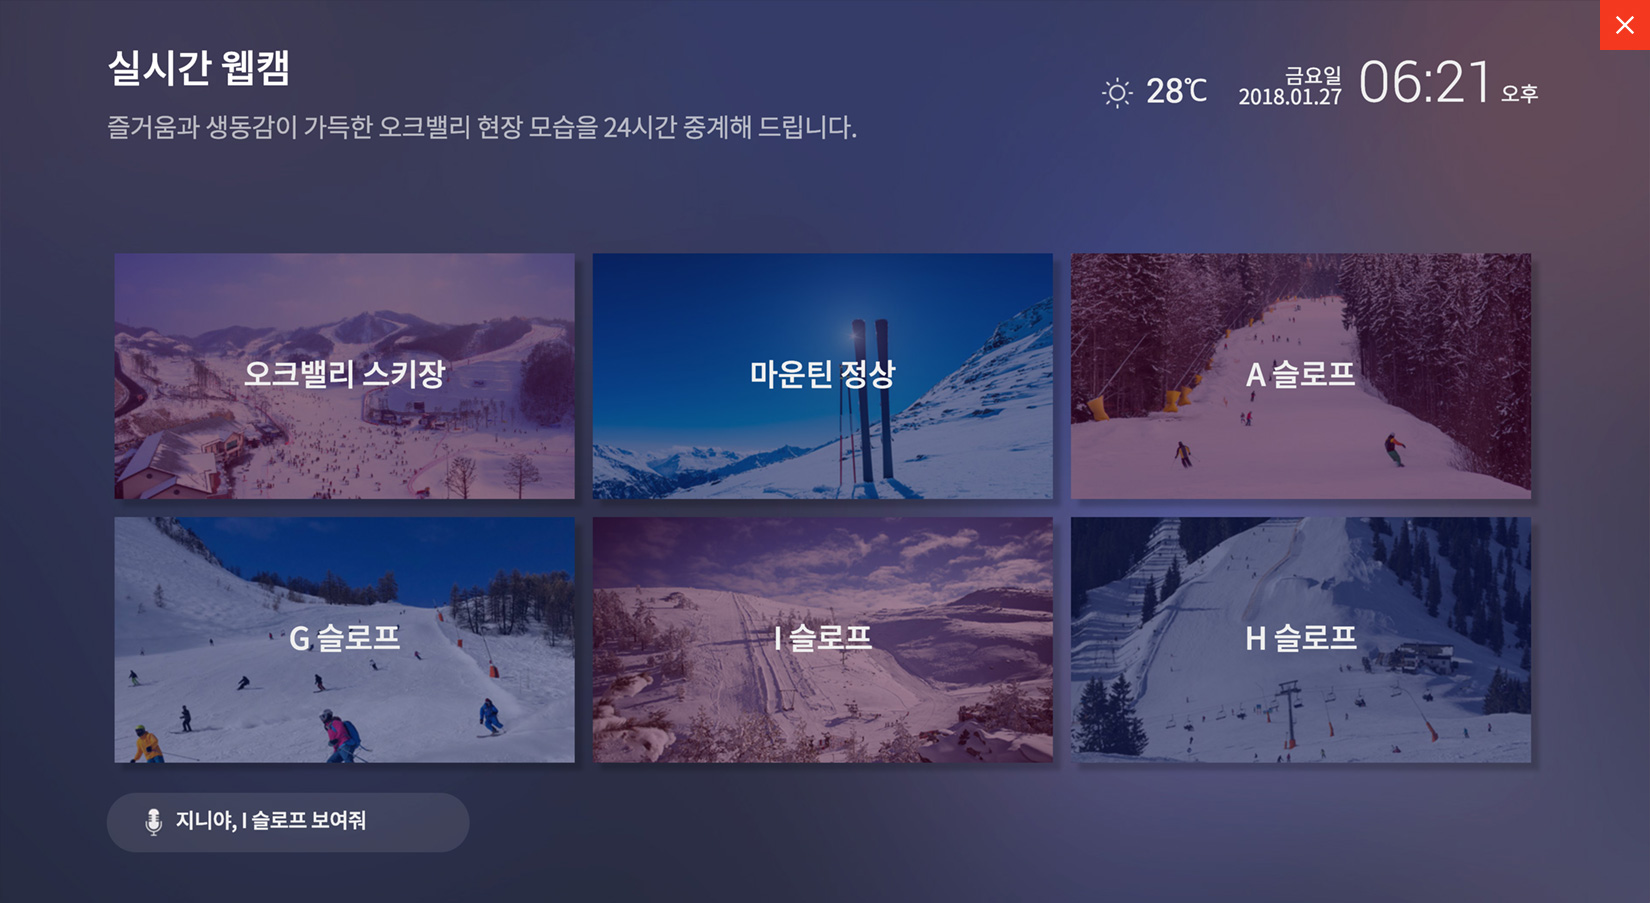 실시간 웹캠
즐거움과 생동감이 가득한 오크밸리 현장 모습을 24시간 중계해 드립니다.
28℃
금요일
2018.01.27
06:21 오후
오크밸리 스키장
마운틴 정상
A 슬로프
G 슬로프
I 슬로프
H 슬로프
지니야, I 슬로프 보여줘